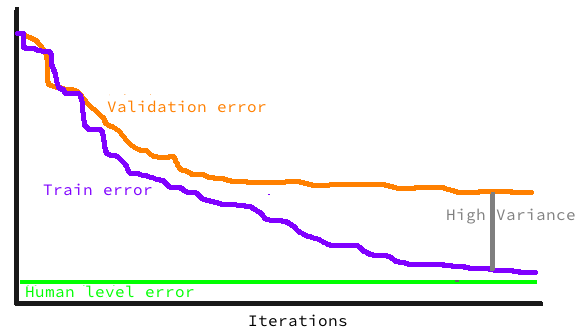 Validation error
Train error
High Variance
Human level error
Iterations